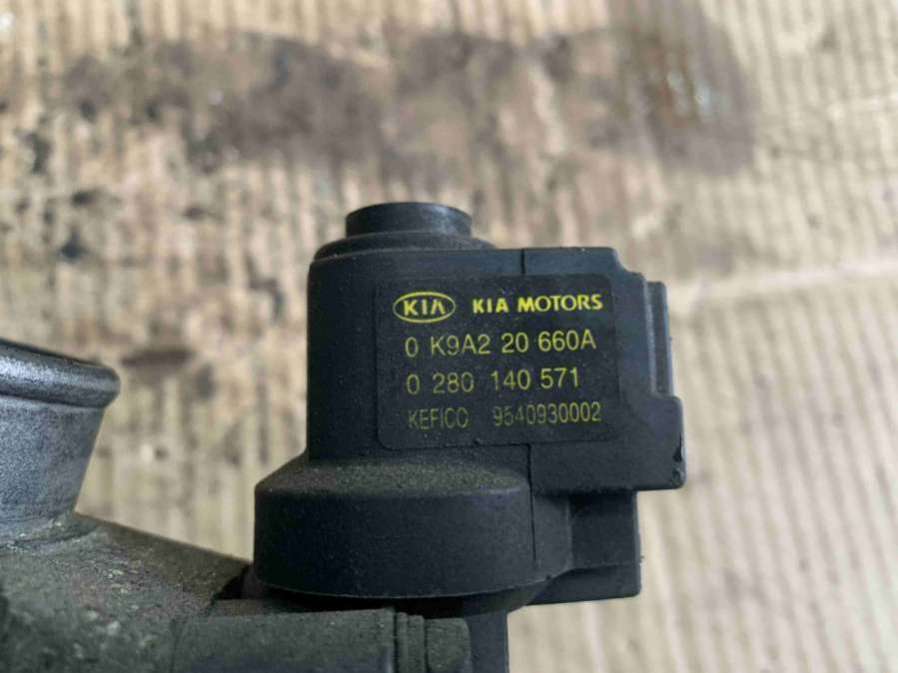 KIA KIA MOTORS
0 K9A2 20 660A
0 280 140 571
KEFICO 9540930002